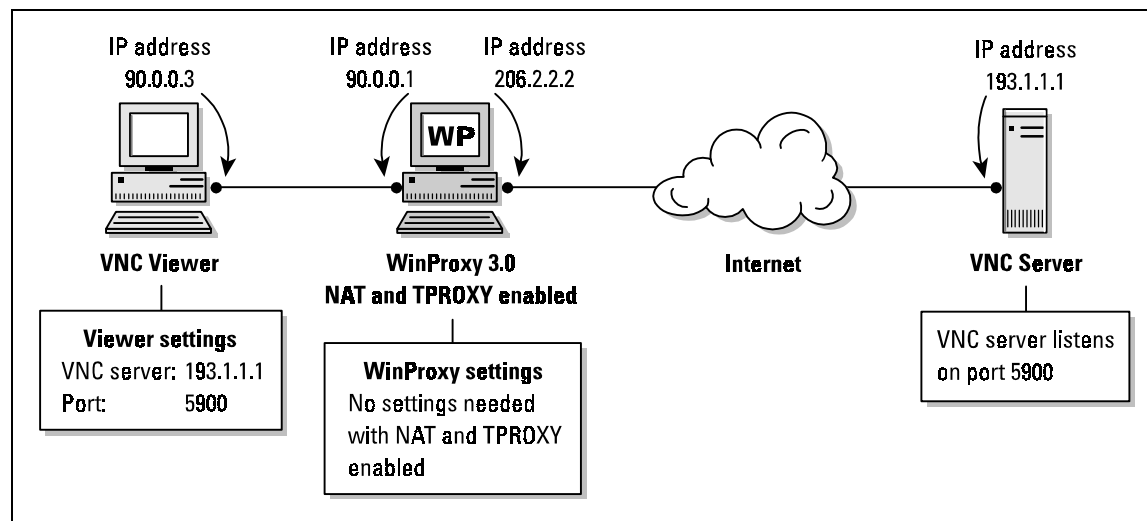 IP address
90.0.0.3
IP address
90.0.0.1
IP address
206.2.2.2
IP address
193.1.1.1
WP
VNC Viewer
WinProxy 3.0
NAT and TPROXY enabled
Internet
VNC Server
Viewer settings
VNC server: 193.1.1.1
Port: 5900
WinProxy settings
No settings needed
with NAT and TPROXY
enabled
VNC server listens
on port 5900